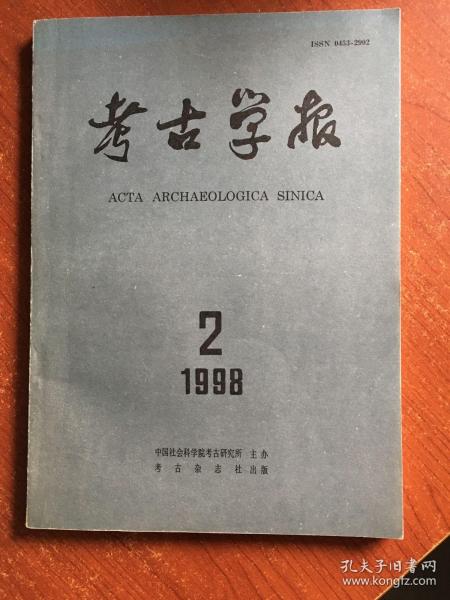 ISSN 0453-2902
考古学报
ACTA ARCHAEOLOGICA SINICA
2
1998
中国社会科学院考古研究所 主办
考古杂志社出版
孔夫子旧书网
www.kongfz.com